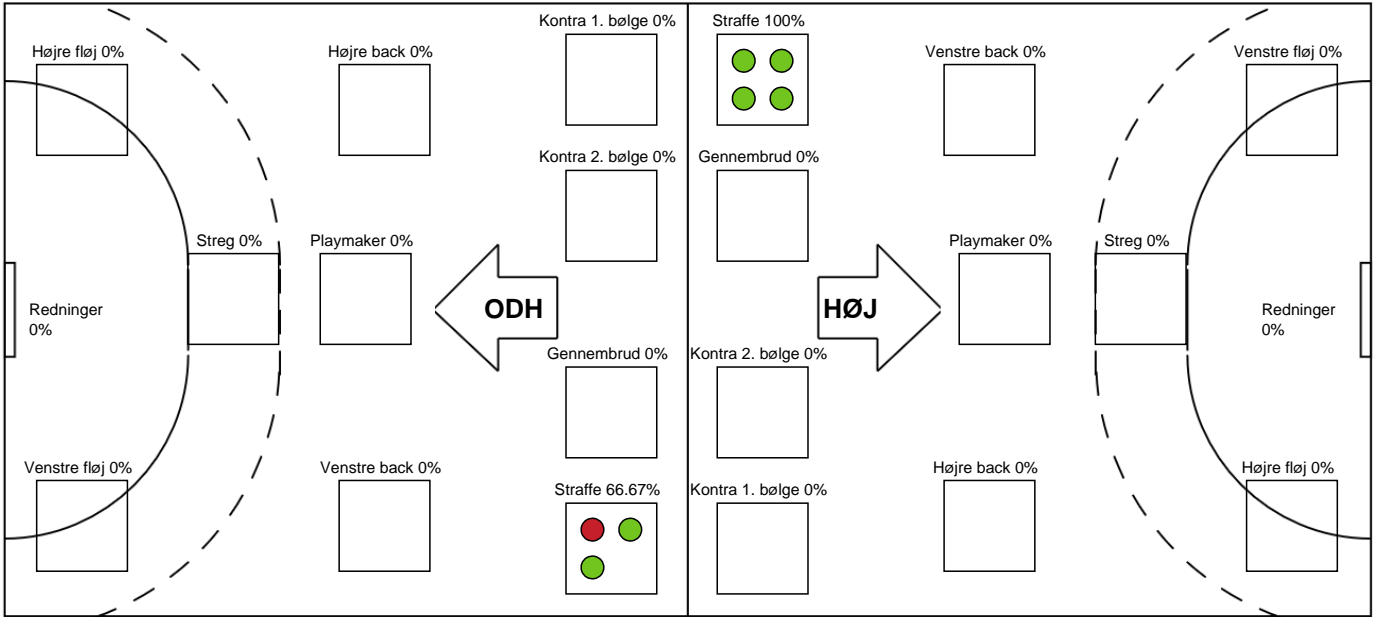 Kontra 1. bølge 0%
Straffe 100%
Højre fløj 0%
Højre back 0%
Venstre back 0%
Venstre fløj 0%
Kontra 2. bølge 0%
Gennembrud 0%
Streg 0%
Playmaker 0%
Playmaker 0%
Streg 0%
Redninger
0%
ODH
HØJ
Redninger
0%
Gennembrud 0%
Kontra 2. bølge 0%
Venstre fløj 0%
Venstre back 0%
Højre back 0%
Højre fløj 0%
Straffe 66.67%
Kontra 1. bølge 0%